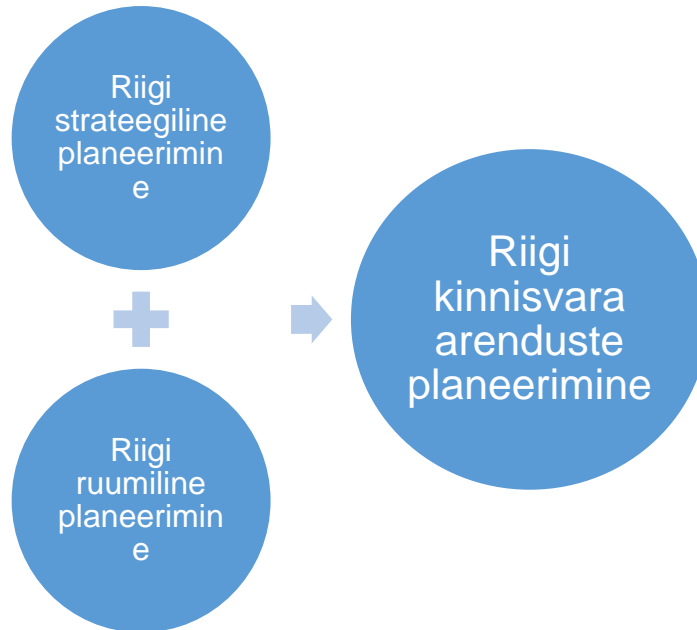 Riigi
strateegiline
planeerimin
e
Riigi
ruumiline
planeerimin
e
Riigi
kinnisvara
arenduste
planeerimine